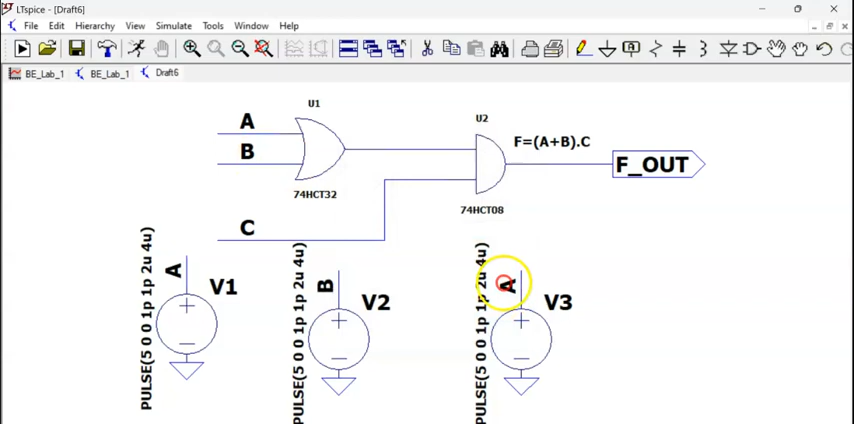 LTspice - [Draft6]
File Edit Hierarchy View Simulate Tools Window Help
BE_Lab_1 BE_Lab_1 Draft6
U1
A
B
74HCT32
U2
F=(A+B).C
F_OUT
74HCT08
C
PULSE(5 0 0 1p 1p 2u 4u)
A
V1
PULSE(5 0 0 1p 1p 2u 4u)
B
V2
PULSE(5 0 0 1p 1p 2u 4u)
A
V3